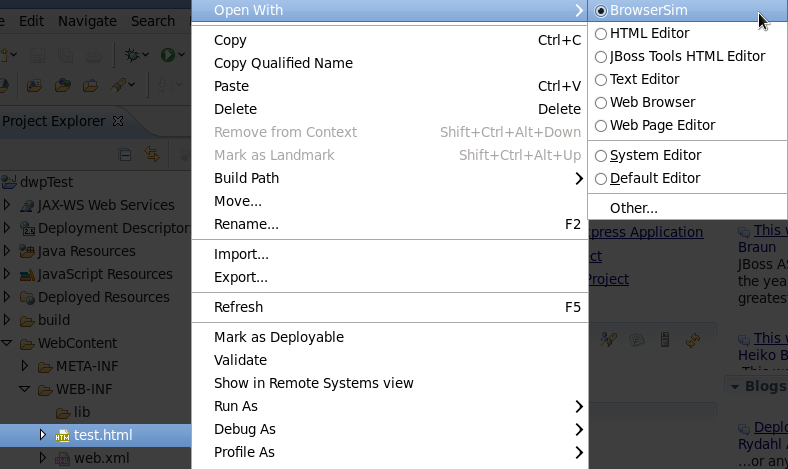 Edit Navigate Search
Project Explorer
dwpTest
JAX-WS Web Services
Deployment Descriptor
Java Resources
JavaScript Resources
Deployed Resources
build
WebContent
META-INF
WEB-INF
lib
test.html
web.xml
Open With
Copy Ctrl+C
Copy Qualified Name
Paste Ctrl+V
Delete Delete
Remove from Context Shift+Ctrl+Alt+Down
Mark as Landmark Shift+Ctrl+Alt+Up
Build Path
Move...
Rename... F2
Import...
Export...
Refresh F5
Mark as Deployable
Validate
Show in Remote Systems view
Run As
Debug As
Profile As
BrowserSim
HTML Editor
JBoss Tools HTML Editor
Text Editor
Web Browser
Web Page Editor
System Editor
Default Editor
Other...
xpress Application
ct
Project
This w
Braun
JBoss AS
the yea
greates
This w
Heiko B
This w
Blogs
Deplo
Rydahl A
...or any